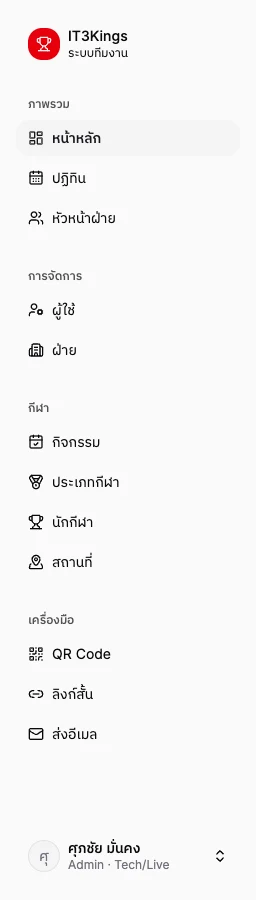 IT3Kings
ระบบทีมงาน
ภาพรวม
หน้าหลัก
ปฏิทิน
หัวหน้าฝ่าย
การจัดการ
ผู้ใช้
ฝ่าย
กีฬา
กิจกรรม
ประเภทกีฬา
นักกีฬา
สถานที่
เครื่องมือ
QR Code
ลิงก์สั้น
ส่งอีเมล
ศุ
ศุภชัย มั่นคง
Admin · Tech/Live